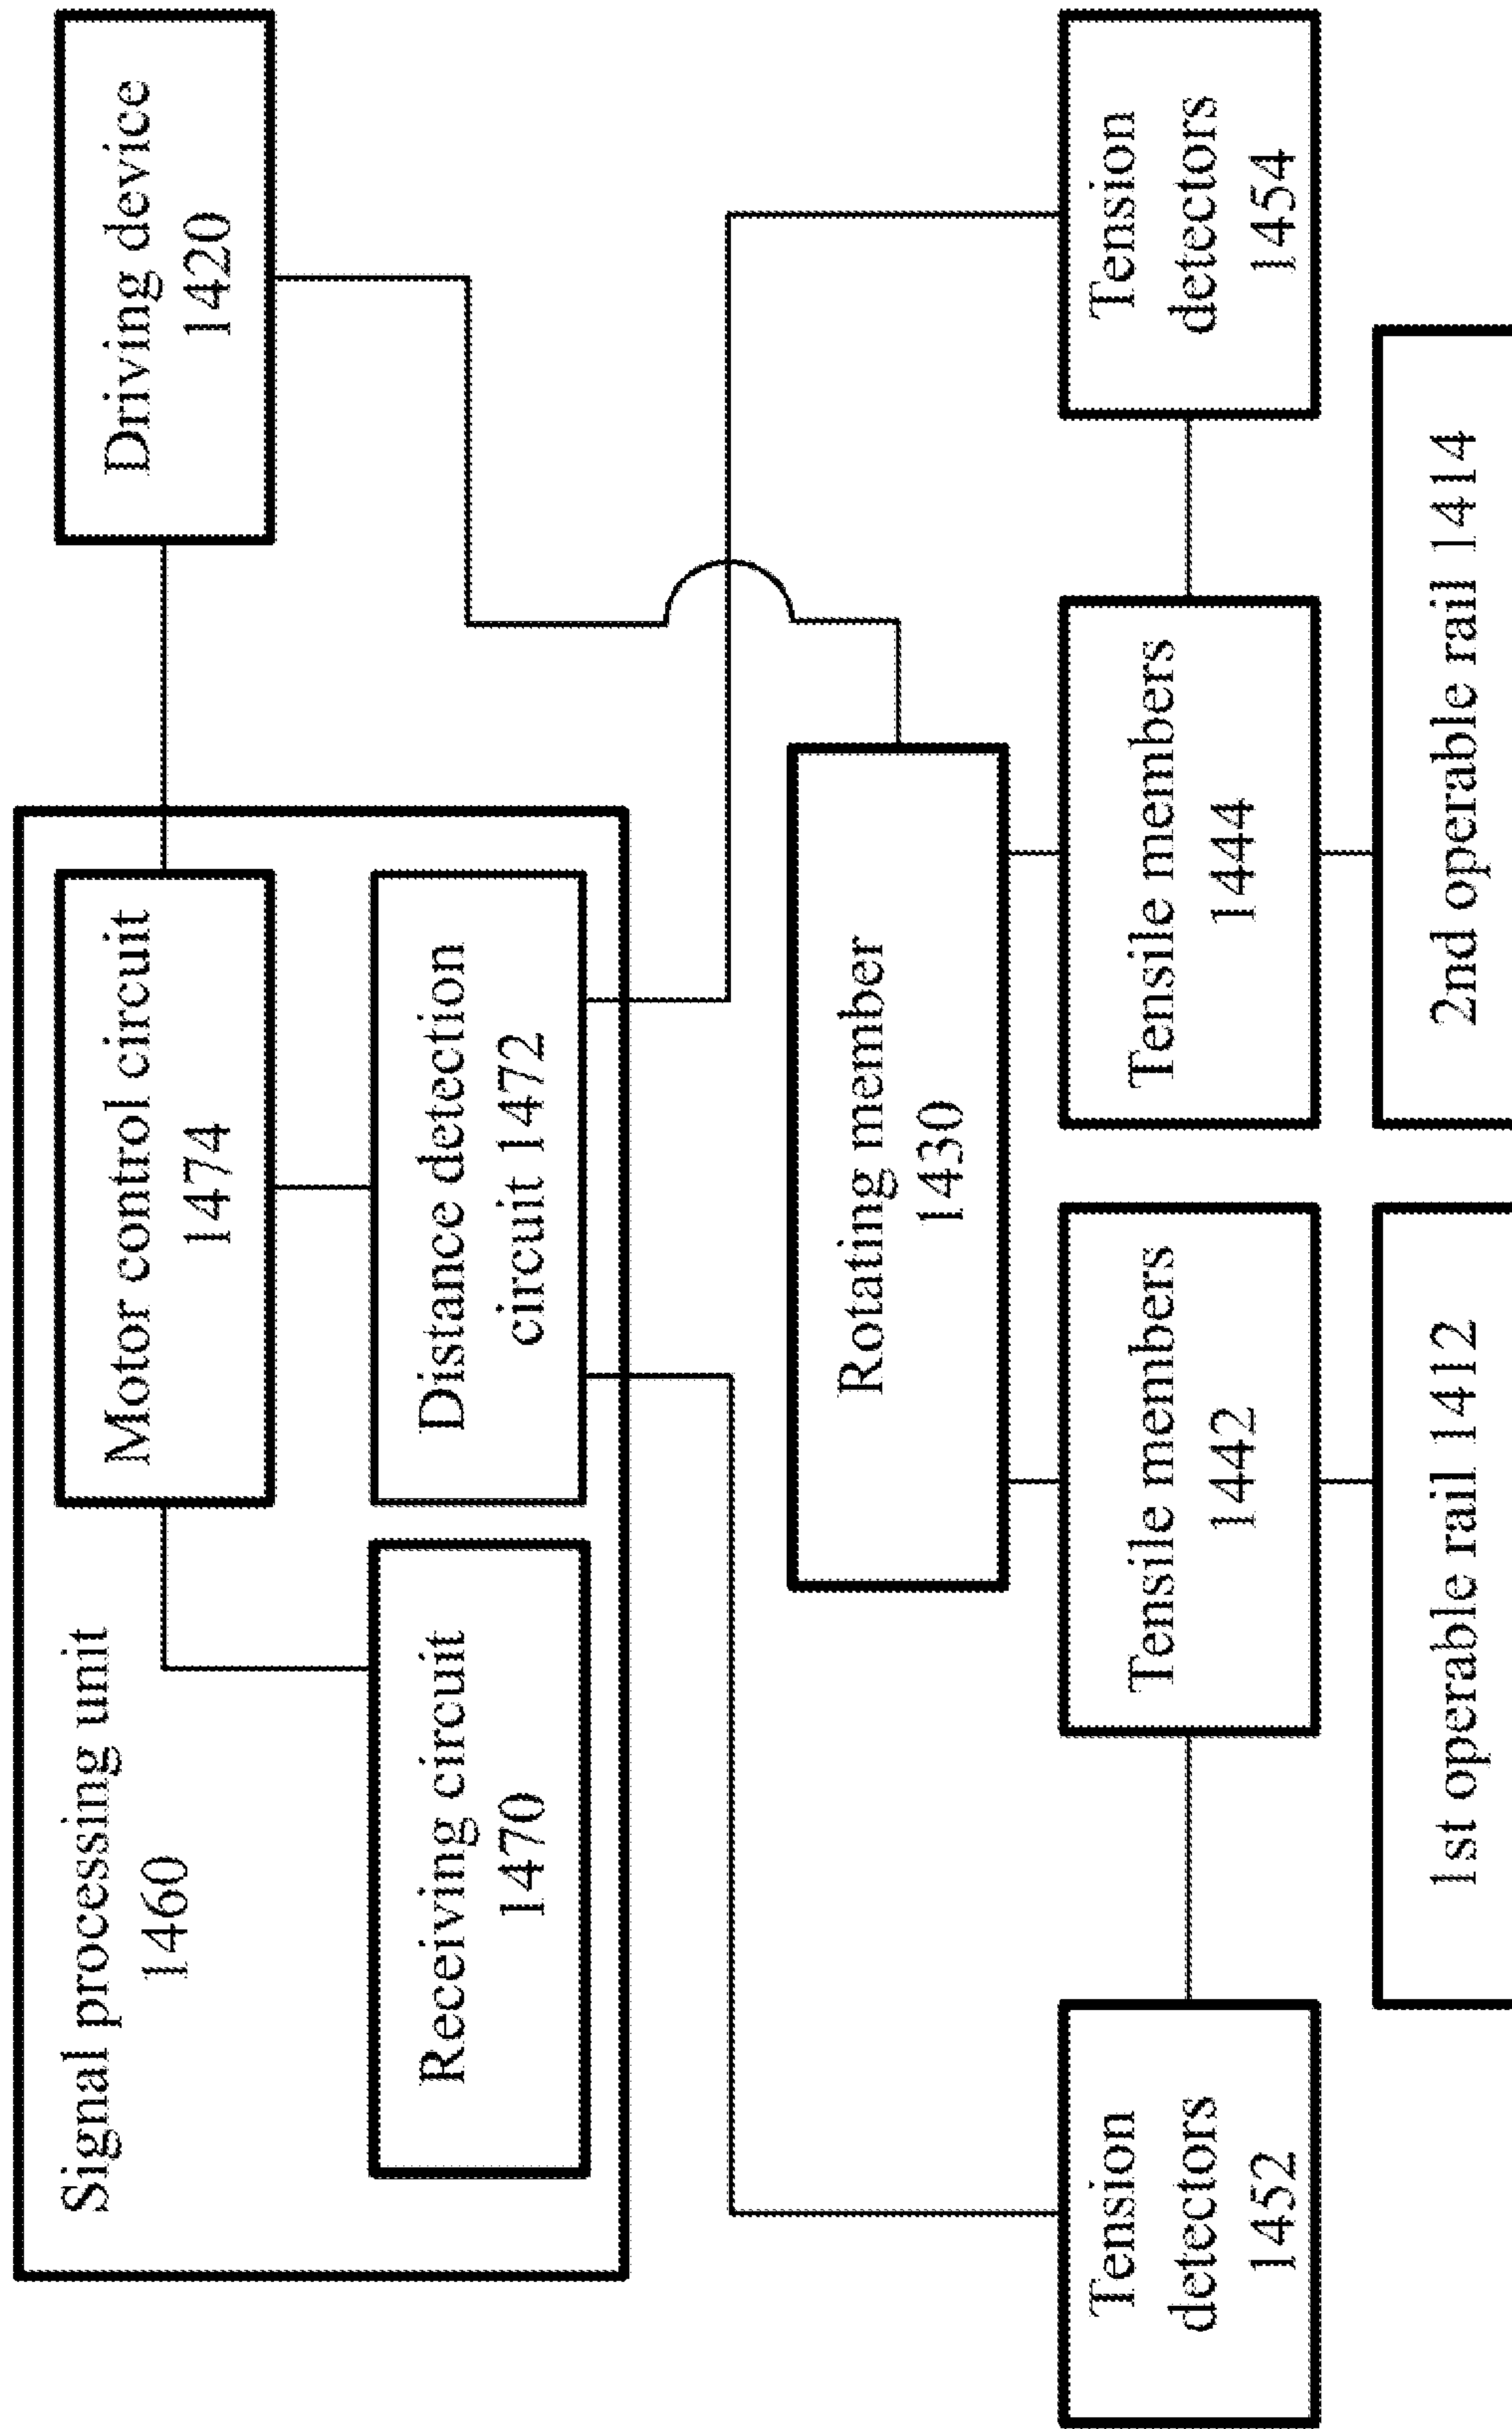 Signal processing unit
1460
Motor control circuit
1474
Driving device
1420
Receiving circuit
1470
Distance detection
circuit 1472
Rotating member
1430
Tension
detectors
1452
Tensile members
1442
Tensile members
1444
Tension
detectors
1454
1st operable rail 1412
2nd operable rail 1414